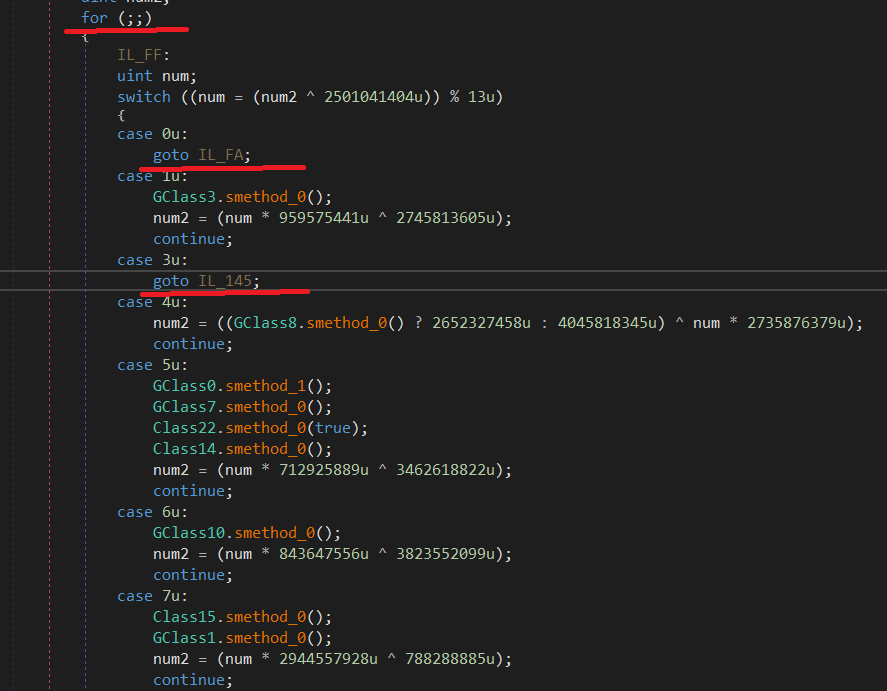 uint num2;
for (;;)
{
IL_FF:
uint num;
switch ((num = (num2 ^ 2501041404u)) % 13u)
{
case 0u:
goto IL_FA;
case 1u:
GClass3.smethod_0();
num2 = (num * 959575441u ^ 2745813605u);
continue;
case 3u:
goto IL_145;
case 4u:
num2 = ((GClass8.smethod_0() ? 2652327458u : 4045818345u) ^ num * 2735876379u);
continue;
case 5u:
GClass0.smethod_1();
GClass7.smethod_0();
Class22.smethod_0(true);
Class14.smethod_0();
num2 = (num * 712925889u ^ 3462618822u);
continue;
case 6u:
GClass10.smethod_0();
num2 = (num * 843647556u ^ 3823552099u);
continue;
case 7u:
Class15.smethod_0();
GClass1.smethod_0();
num2 = (num * 2944557928u ^ 788288885u);
continue;